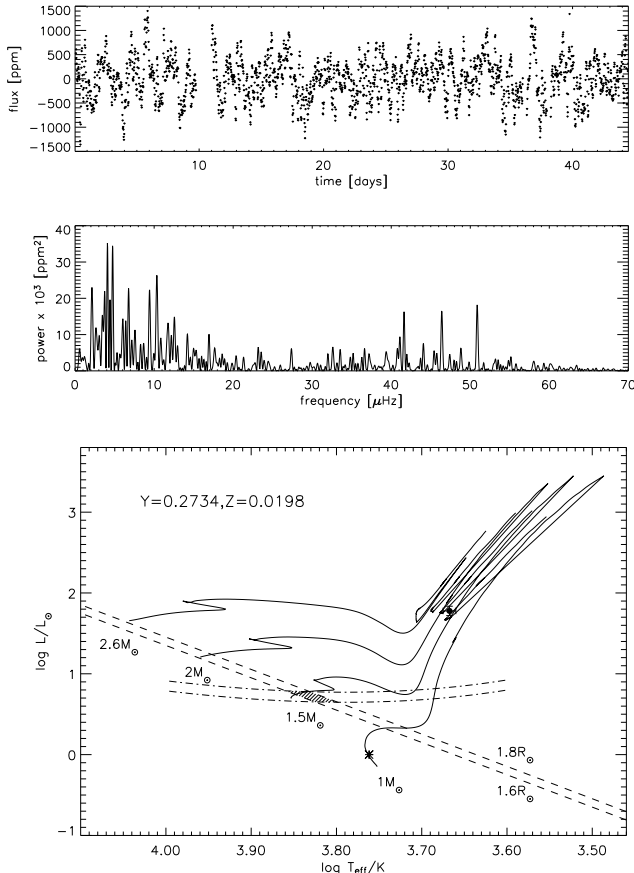 1500
1000
500
0
-500
-1000
-1500
flux [ppm]
10 20 30 40
time [days]
40
30
20
10
0
power x 10³ [ppm²]
0 10 20 30 40 50 60 70
frequency [μHz]
Y=0.2734,Z=0.0198
3
2
1
0
-1
log L/L⊙
2.6M⊙
2M⊙
1.5M⊙
1M⊙
1.8R⊙
1.6R⊙
4.00 3.90 3.80 3.70 3.60 3.50
log Teff/K